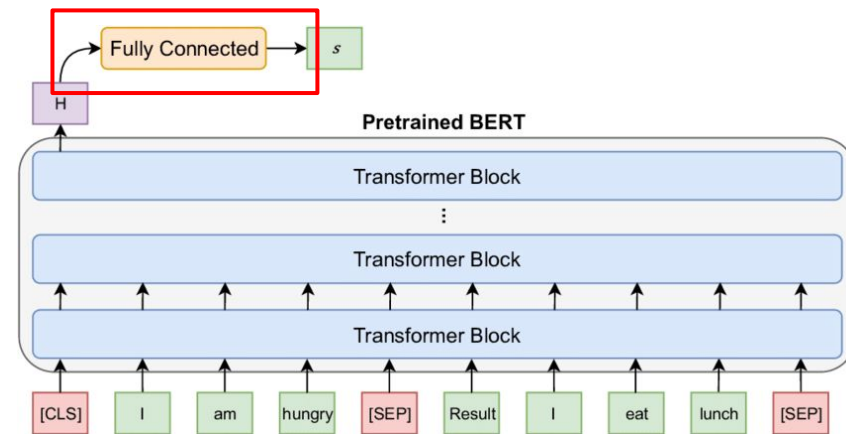 Fully Connected s
H
Pretrained BERT
Transformer Block
⋮
Transformer Block
Transformer Block
[CLS] I am hungry [SEP] Result I eat lunch [SEP]